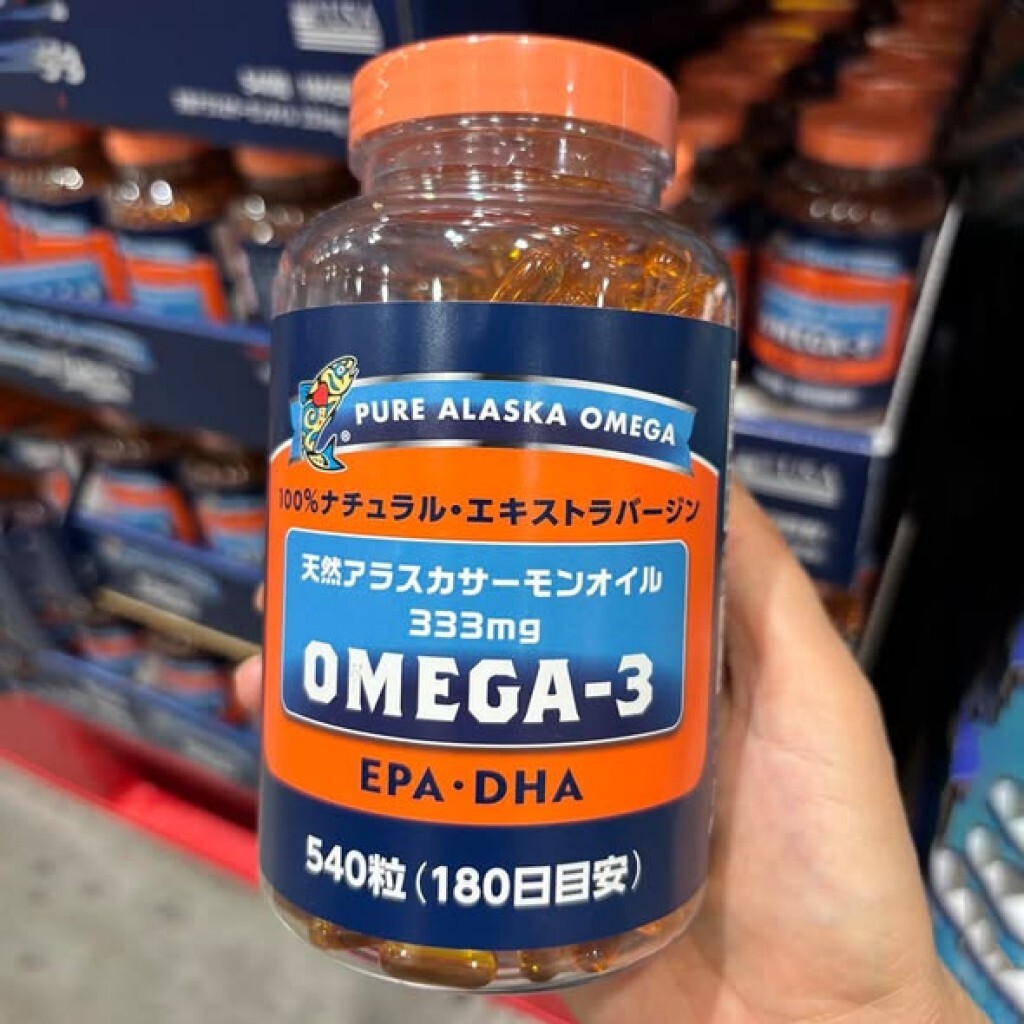 PURE ALASKA OMEGA
®
100%ナチュラル・エキストラバージン
天然アラスカサーモンオイル
333mg
OMEGA-3
EPA・DHA
540粒(180日目安)
OMEGA-3